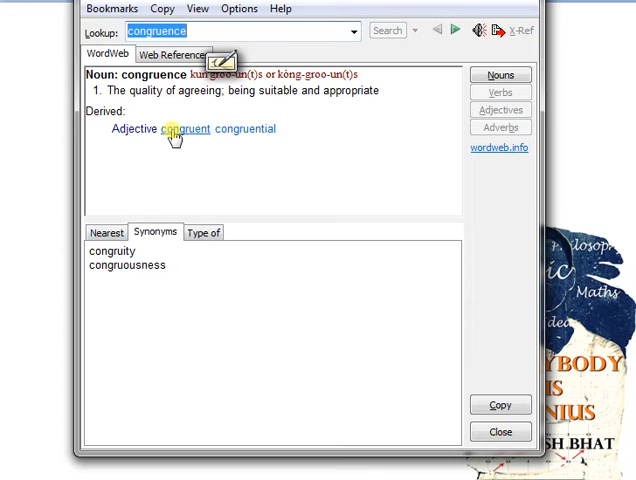 Bookmarks Copy View Options Help
Lookup: congruence Search X-Ref
WordWeb Web Reference
Noun: congruence kun groo-un(t)s or kóng-groo-un(t)s
1. The quality of agreeing; being suitable and appropriate
Derived:
Adjective congruent congruential
Nouns
Verbs
Adjectives
Adverbs
wordweb.info
Nearest Synonyms Type of
congruity
congruousness
Copy
Close
Philosophy
Maths
YBODY
IS
NIUS
SH BHAT